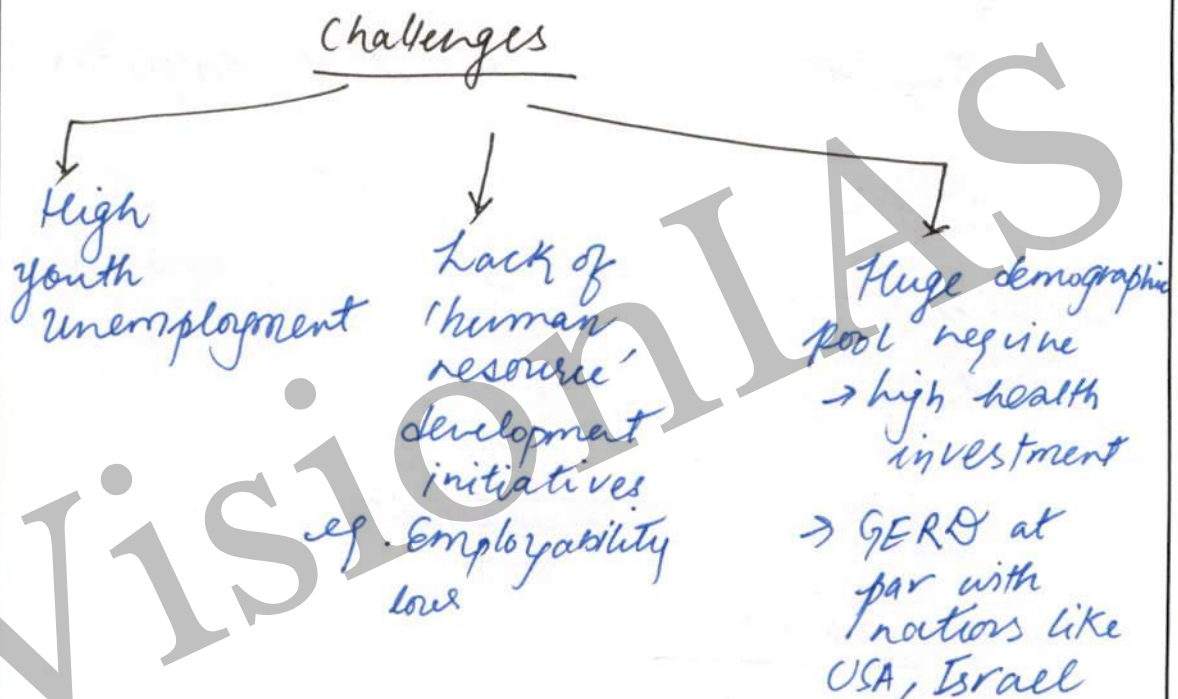 Challenges
High
youth
unemployment
Lack of
'human
resource'
development
initiatives
eg. Employability
low
Huge demographic
pool require
→ high health
investment
→ GERD at
par with
nations like
USA, Israel
VisionIAS